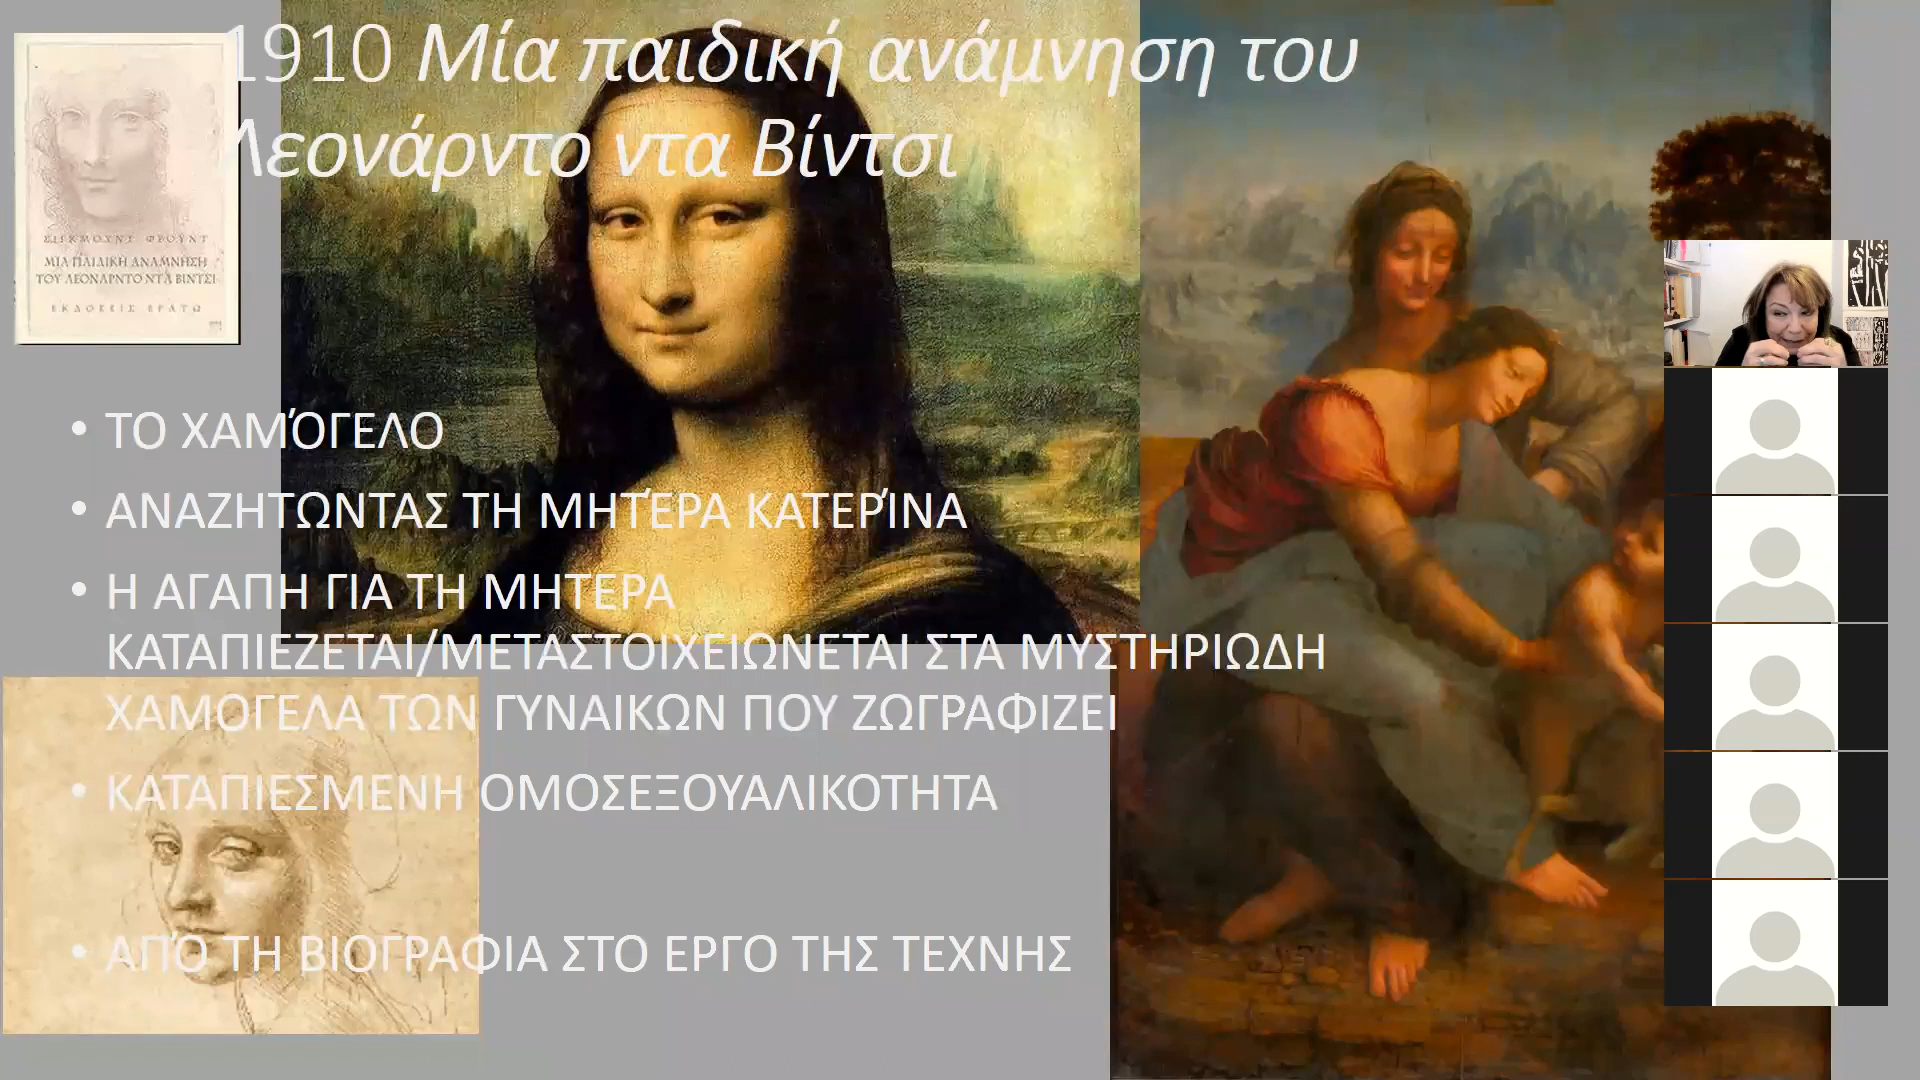 1910 Μία παιδική ανάμνηση του
Λεονάρντο ντα Βίντσι
ΣΙΓΚΜΟΥΝΤ ΦΡΟΥΝΤ
ΜΙΑ ΠΑΙΔΙΚΗ ΑΝΑΜΝΗΣΗ
ΤΟΥ ΛΕΟΝΑΡΝΤΟ ΝΤΑ ΒΙΝΤΣΙ
ΕΚΔΟΣΕΙΣ ΕΡΑΤΩ
• ΤΟ ΧΑΜΌΓΕΛΟ
• ΑΝΑΖΗΤΩΝΤΑΣ ΤΗ ΜΗΤΈΡΑ ΚΑΤΕΡΊΝΑ
• Η ΑΓΑΠΗ ΓΙΑ ΤΗ ΜΗΤΕΡΑ
ΚΑΤΑΠΙΕΖΕΤΑΙ/ΜΕΤΑΣΤΟΙΧΕΙΩΝΕΤΑΙ ΣΤΑ ΜΥΣΤΗΡΙΩΔΗ
ΧΑΜΟΓΕΛΑ ΤΩΝ ΓΥΝΑΙΚΩΝ ΠΟΥ ΖΩΓΡΑΦΙΖΕΙ
• ΚΑΤΑΠΙΕΣΜΕΝΗ ΟΜΟΣΕΞΟΥΑΛΙΚΟΤΗΤΑ
• ΑΠΌ ΤΗ ΒΙΟΓΡΑΦΙΑ ΣΤΟ ΕΡΓΟ ΤΗΣ ΤΕΧΝΗΣ